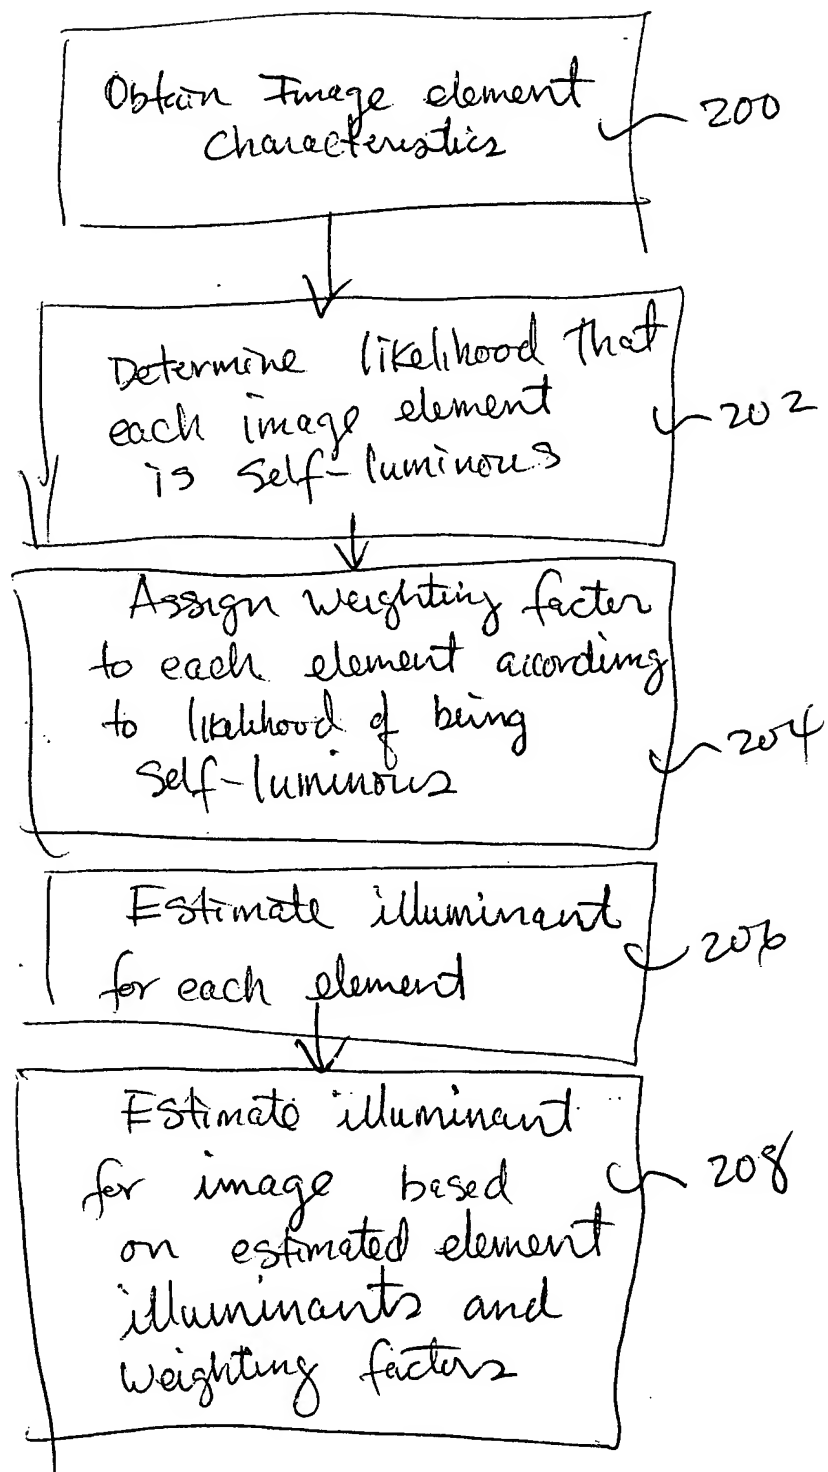 Obtain Image element
Characteristics
200
Determine likelihood that
each image element
is self-luminous
202
Assign weighting factor
to each element according
to likelihood of being
Self-luminous
204
Estimate illuminant
for each element
206
Estimate illuminant
for image based
on estimated element
illuminants and
weighting factors
208